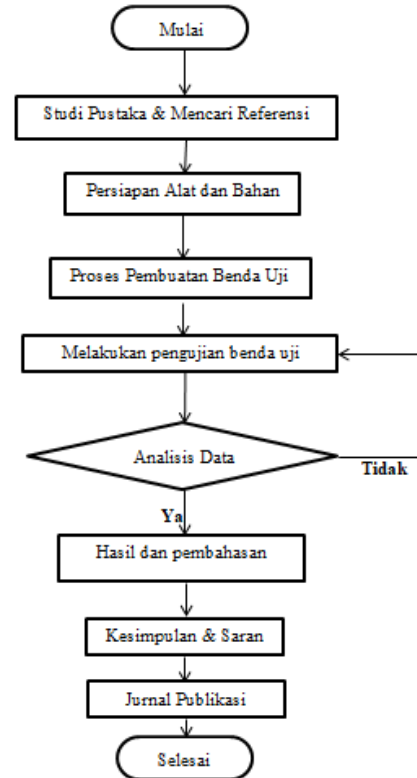 Mulai
Studi Pustaka & Mencari Referensi
Persiapan Alat dan Bahan
Proses Pembuatan Benda Uji
Melakukan pengujian benda uji
Analisis Data
Tidak
Ya
Hasil dan pembahasan
Kesimpulan & Saran
Jurnal Publikasi
Selesai